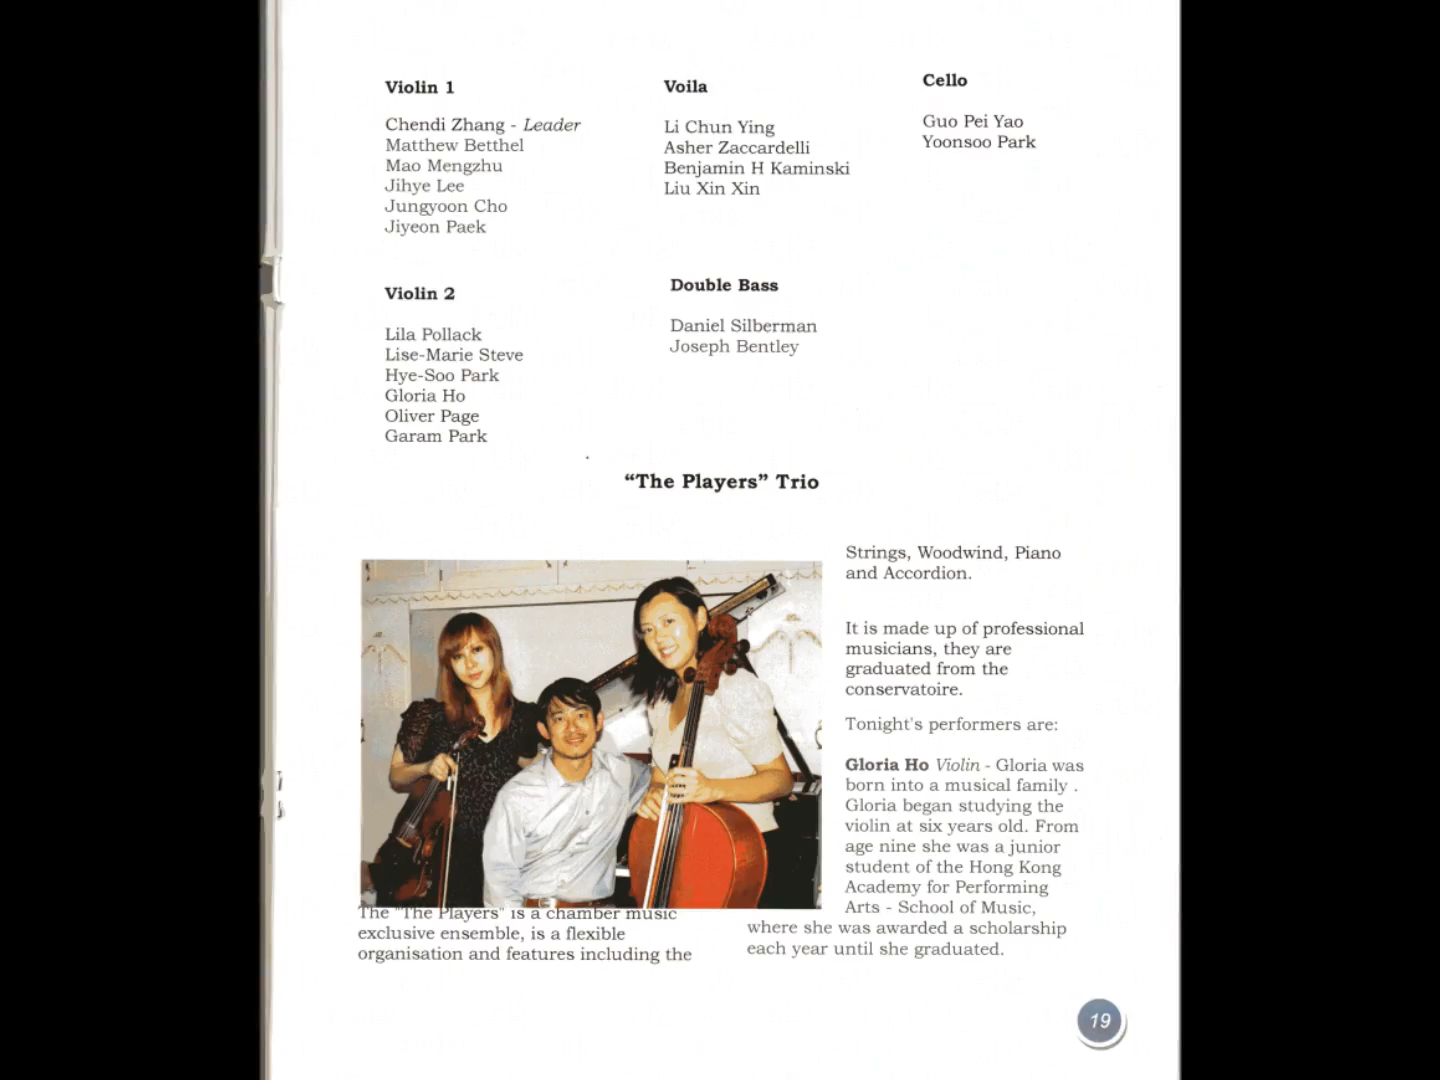 Violin 1
Chendi Zhang - Leader
Matthew Betthel
Mao Mengzhu
Jihye Lee
Jungyoon Cho
Jiyeon Paek
Voila
Li Chun Ying
Asher Zaccardelli
Benjamin H Kaminski
Liu Xin Xin
Cello
Guo Pei Yao
Yoonsoo Park
Violin 2
Lila Pollack
Lise-Marie Steve
Hye-Soo Park
Gloria Ho
Oliver Page
Garam Park
Double Bass
Daniel Silberman
Joseph Bentley
“The Players” Trio
The "The Players" is a chamber music
exclusive ensemble, is a flexible
organisation and features including the
Strings, Woodwind, Piano
and Accordion.
It is made up of professional
musicians, they are
graduated from the
conservatoire.
Tonight's performers are:
Gloria Ho Violin - Gloria was
born into a musical family .
Gloria began studying the
violin at six years old. From
age nine she was a junior
student of the Hong Kong
Academy for Performing
Arts - School of Music,
where she was awarded a scholarship
each year until she graduated.
19